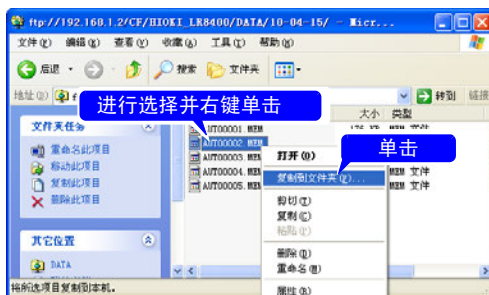 ftp://192.168.1.2/CF/HIOKI_LR8400/DATA/10-04-15/ - Micr...
文件(F) 编辑(E) 查看(V) 收藏(A) 工具(T) 帮助(H)
后退 搜索 文件夹
地址(D) f 转到 链接
进行选择并右键单击
大小 类型
文件夹任务
AUT00001.MEM 176 KB MEM 文件
重命名此项目
AUT00002.MEM
单击
移动此项目
AUT00003.MEM 打开(O)
复制此项目
AUT00004.MEM 复制到文件夹(F)... MEM 文件
删除此项目
AUT00005.MEM MEM 文件
剪切(T)
复制(C)
粘贴(P)
其它位置
删除(D)
DATA 重命名(M)
将所选项目复制到本机。 属性(R)